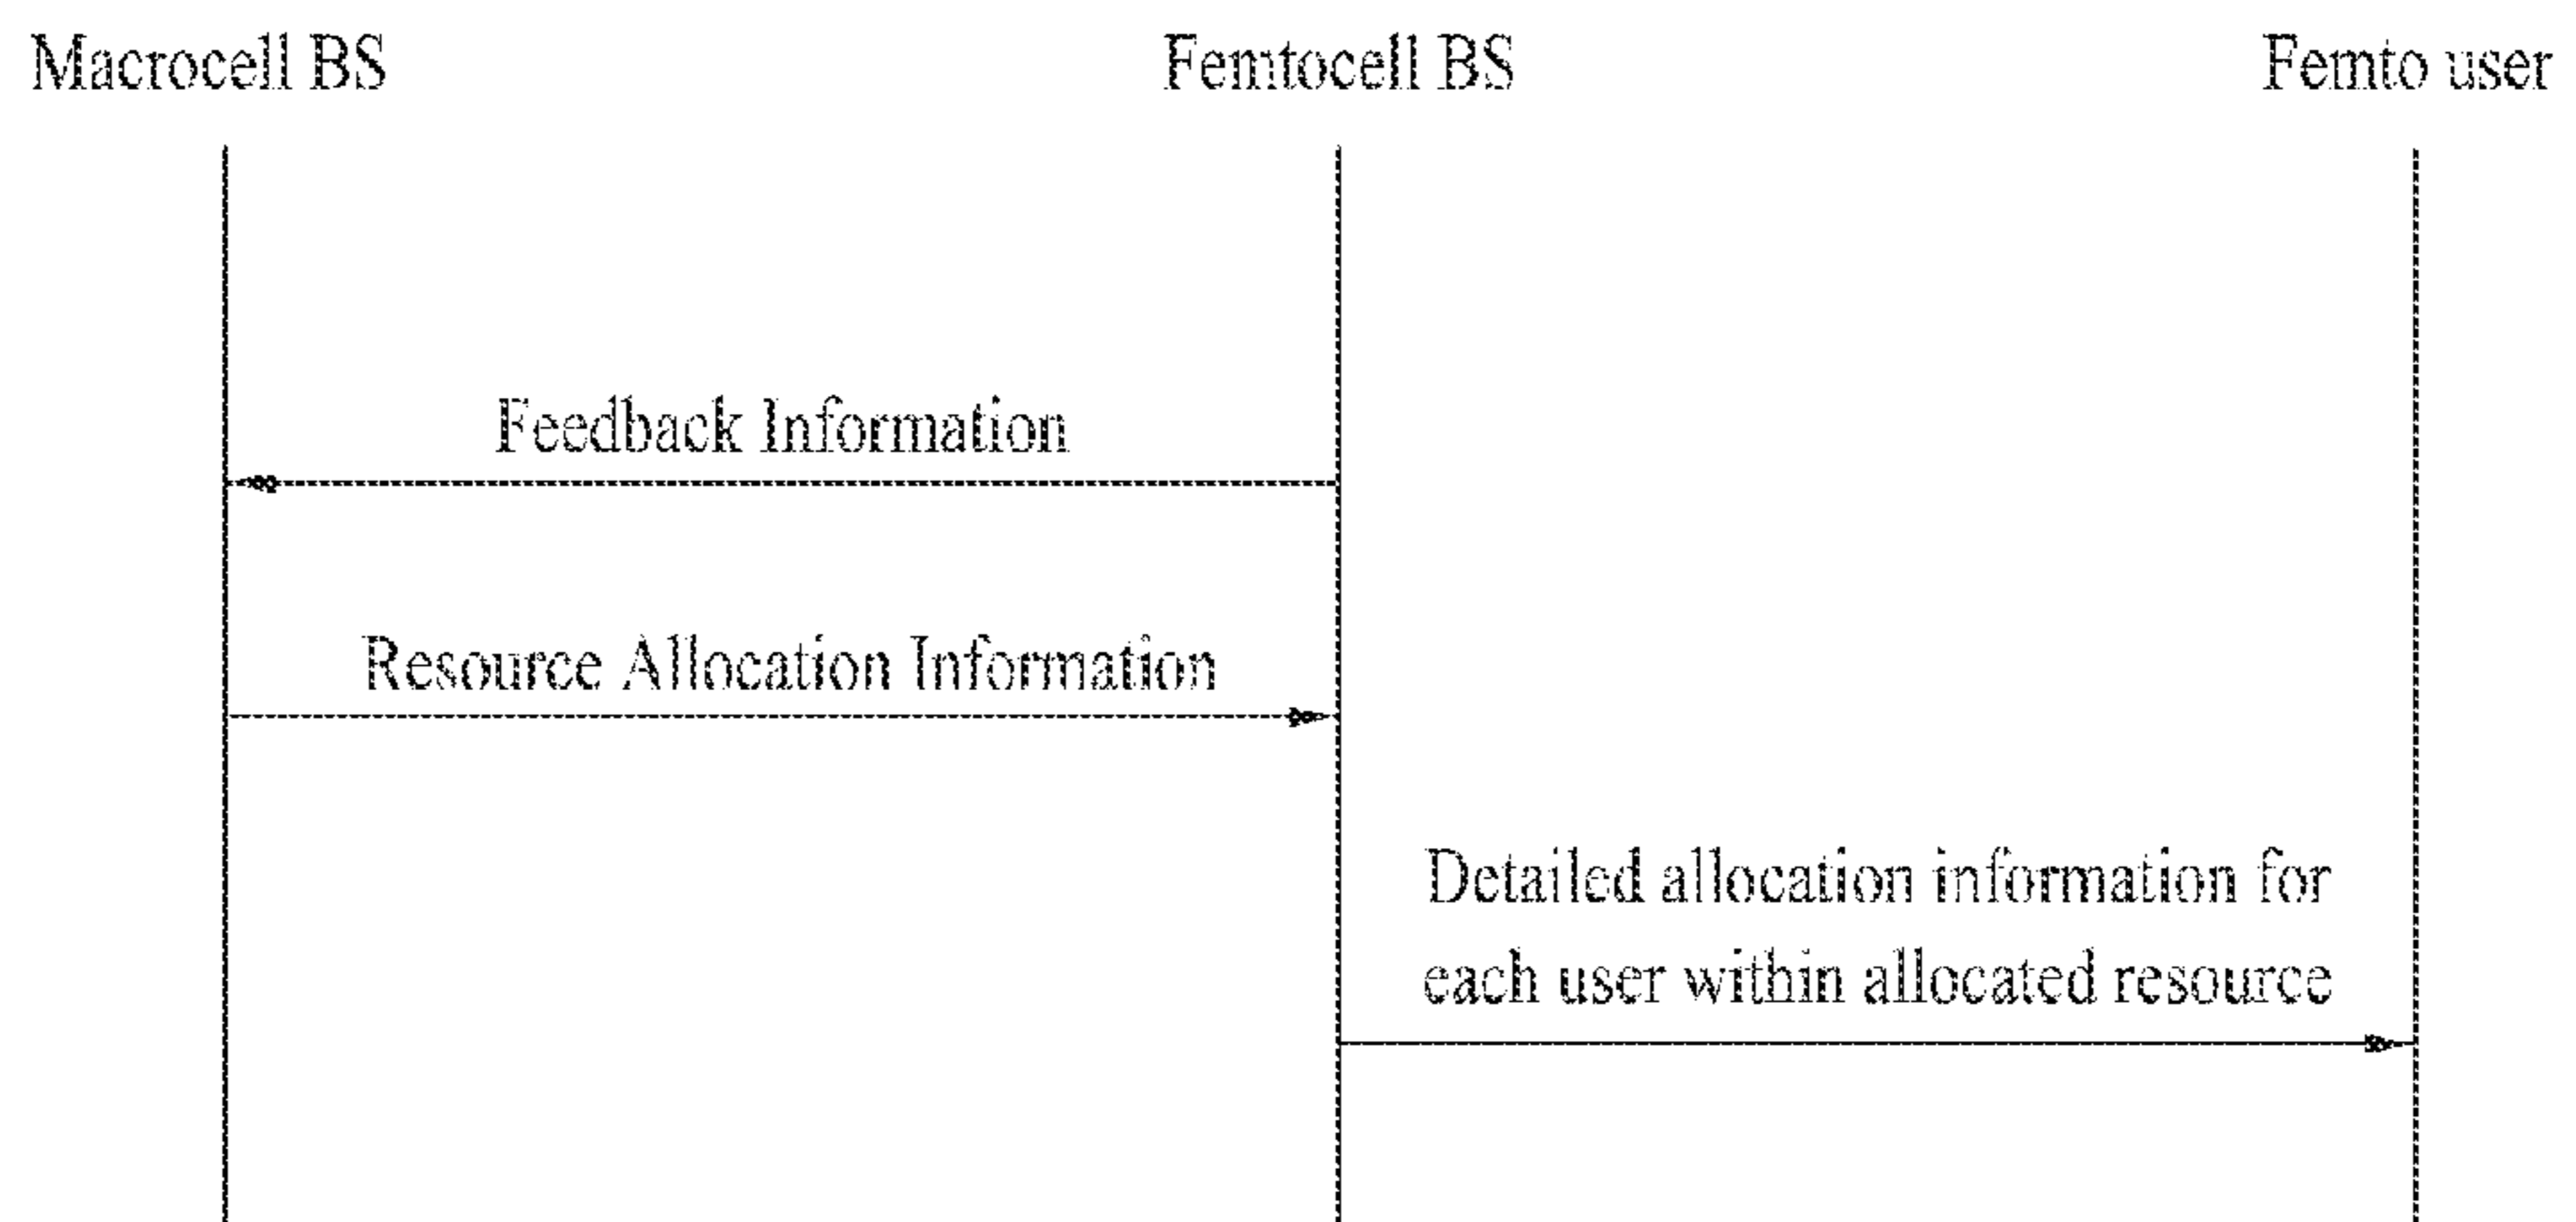 Macrocell BS
Femtocell BS
Femto user
Feedback Information
Resource Allocation Information
Detailed allocation information for
each user within allocated resource